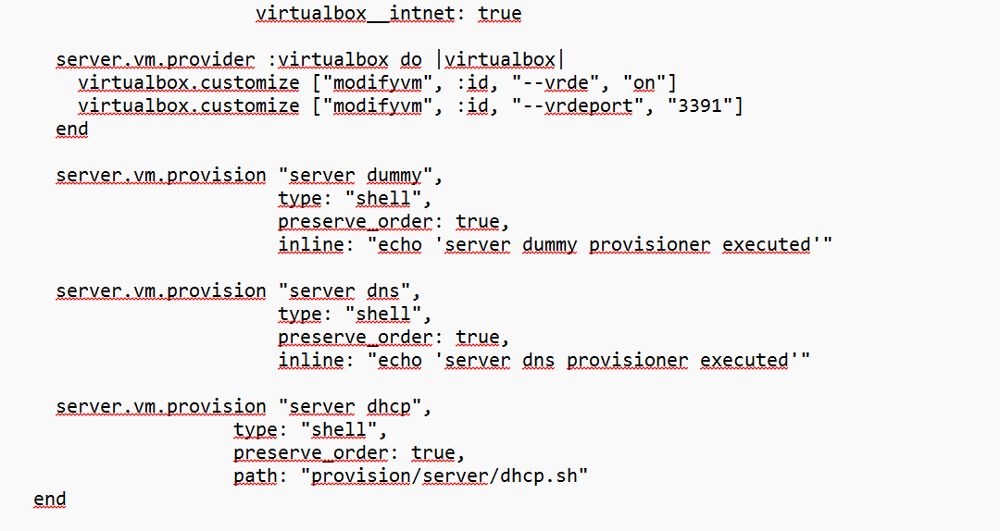 virtualbox__intnet: true
server.vm.provider :virtualbox do |virtualbox|
virtualbox.customize ["modifyvm", :id, "--vrde", "on"]
virtualbox.customize ["modifyvm", :id, "--vrdeport", "3391"]
end
server.vm.provision "server dummy",
type: "shell",
preserve_order: true,
inline: "echo 'server dummy provisioner executed'"
server.vm.provision "server dns",
type: "shell",
preserve_order: true,
inline: "echo 'server dns provisioner executed'"
server.vm.provision "server dhcp",
type: "shell",
preserve_order: true,
path: "provision/server/dhcp.sh"
end